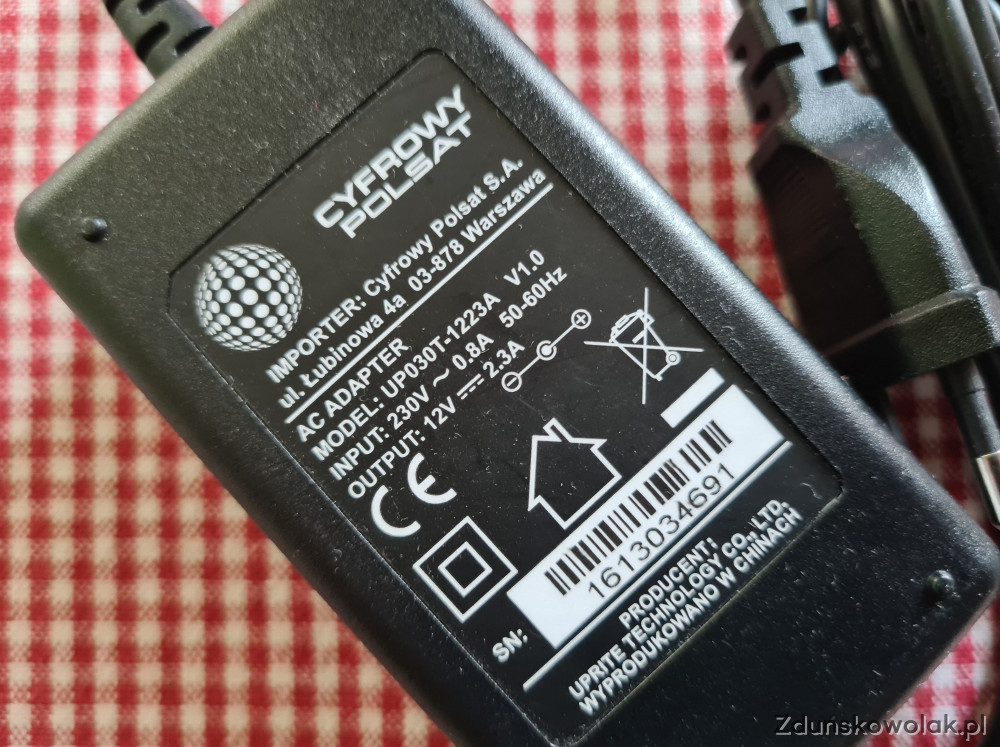 CYFROWY
POLSAT
IMPORTER: Cyfrowy Polsat S.A.
ul. Łubinowa 4a 03-878 Warszawa
AC ADAPTER
MODEL: UP030T-1223A V1.0
INPUT: 230V ~ 0.8A 50-60Hz
OUTPUT: 12V ⎓ 2.3A
CE
SN:
1613034691
PRODUCENT:
UPRITE TECHNOLOGY CO.,LTD.
WYPRODUKOWANO W CHINACH
Zdunskowolak.pl